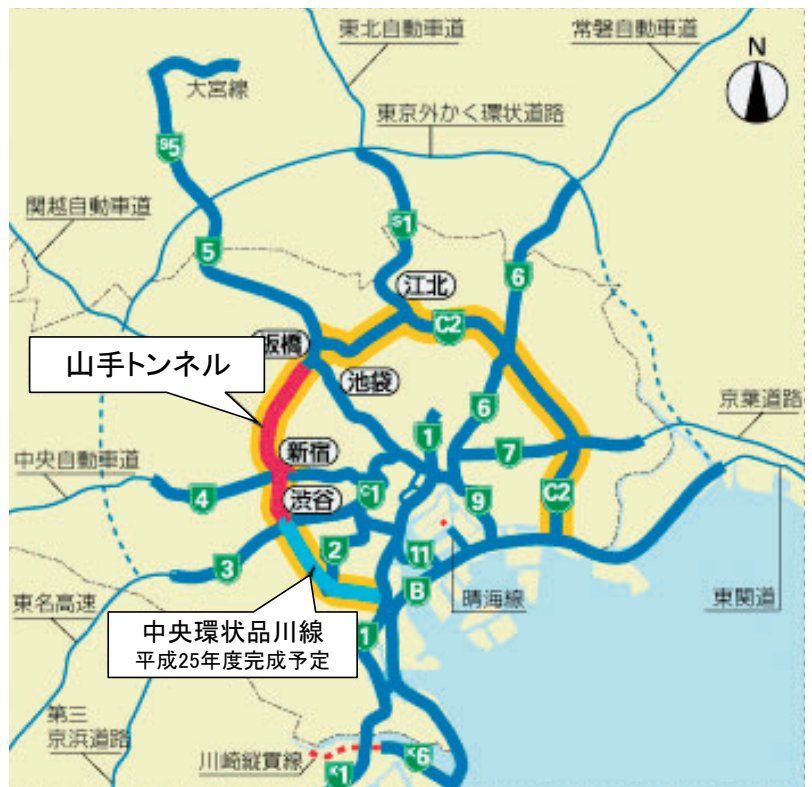 東北自動車道
常磐自動車道
N
大宮線
東京外かく環状道路
S5
関越自動車道
S1
5
6
江北
C2
板橋
山手トンネル
池袋
6
京葉道路
1
新宿
7
中央自動車道
4
C1
9
C2
渋谷
2
11
3
B
晴海線
東関道
東名高速
中央環状品川線
平成25年度完成予定
1
第三
京浜道路
川崎縦貫線
K6
K1